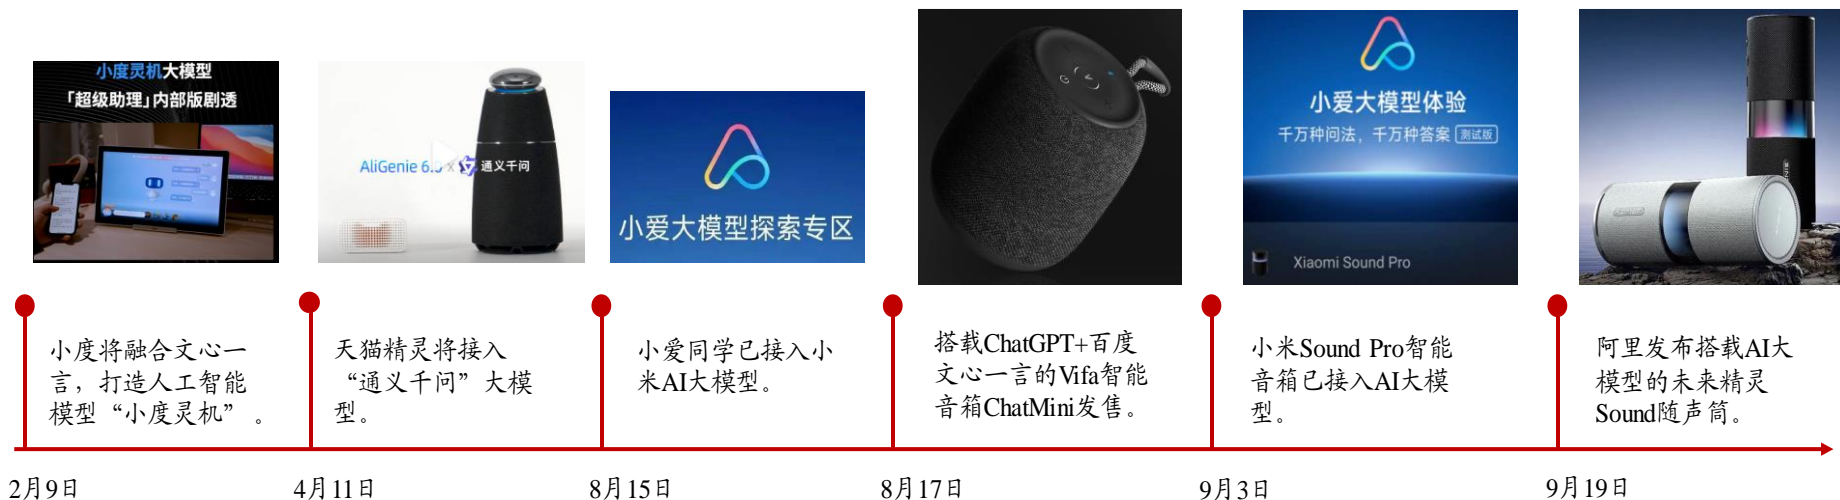 小度灵机大模型
「超级助理」内部版剧透
AliGenie 6.0 x 通义千问
小爱大模型探索专区
小爱大模型体验
千万种问法，千万种答案 测试版
Xiaomi Sound Pro
小度将融合文心一
言，打造人工智能
模型“小度灵机”。
天猫精灵将接入
“通义千问”大模
型。
小爱同学已接入小
米AI大模型。
搭载ChatGPT+百度
文心一言的Vifa智能
音箱ChatMini发售。
小米Sound Pro智能
音箱已接入AI大模
型。
阿里发布搭载AI大
模型的未来精灵
Sound随声筒。
2月9日
4月11日
8月15日
8月17日
9月3日
9月19日